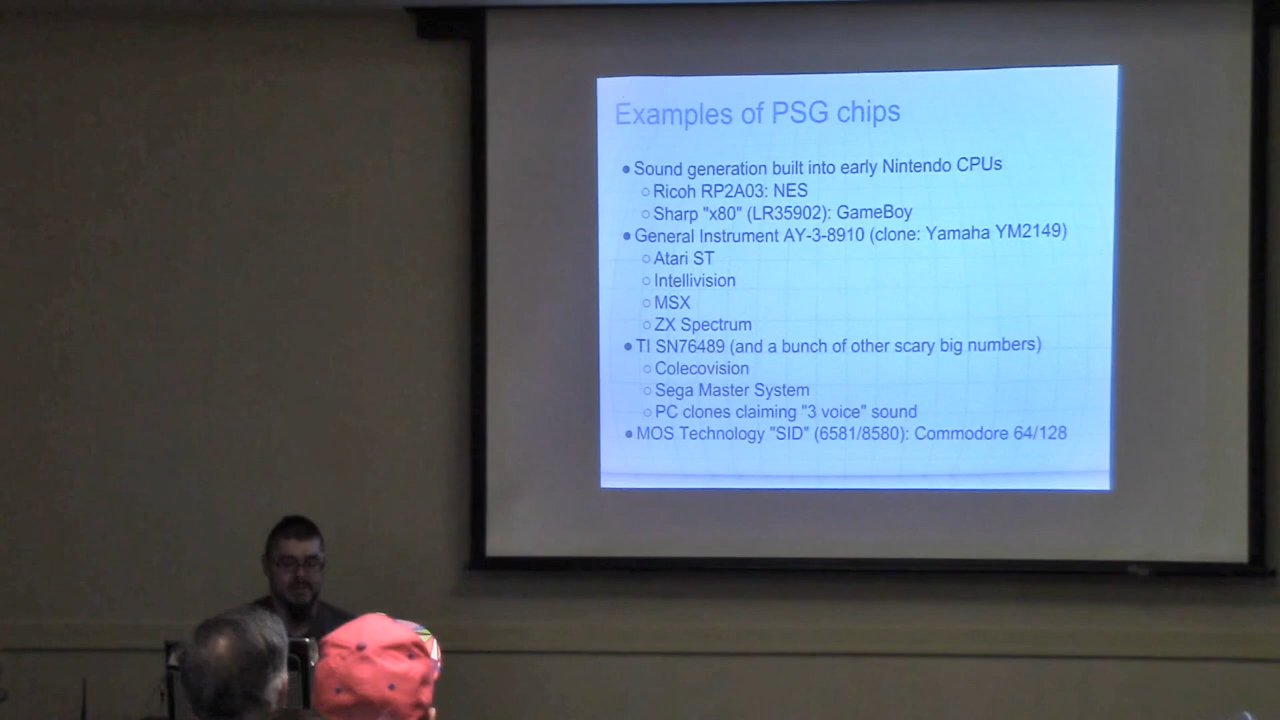 Examples of PSG chips
● Sound generation built into early Nintendo CPUs
○ Ricoh RP2A03: NES
○ Sharp "x80" (LR35902): GameBoy
● General Instrument AY-3-8910 (clone: Yamaha YM2149)
○ Atari ST
○ Intellivision
○ MSX
○ ZX Spectrum
● TI SN76489 (and a bunch of other scary big numbers)
○ Colecovision
○ Sega Master System
○ PC clones claiming "3 voice" sound
● MOS Technology "SID" (6581/8580): Commodore 64/128